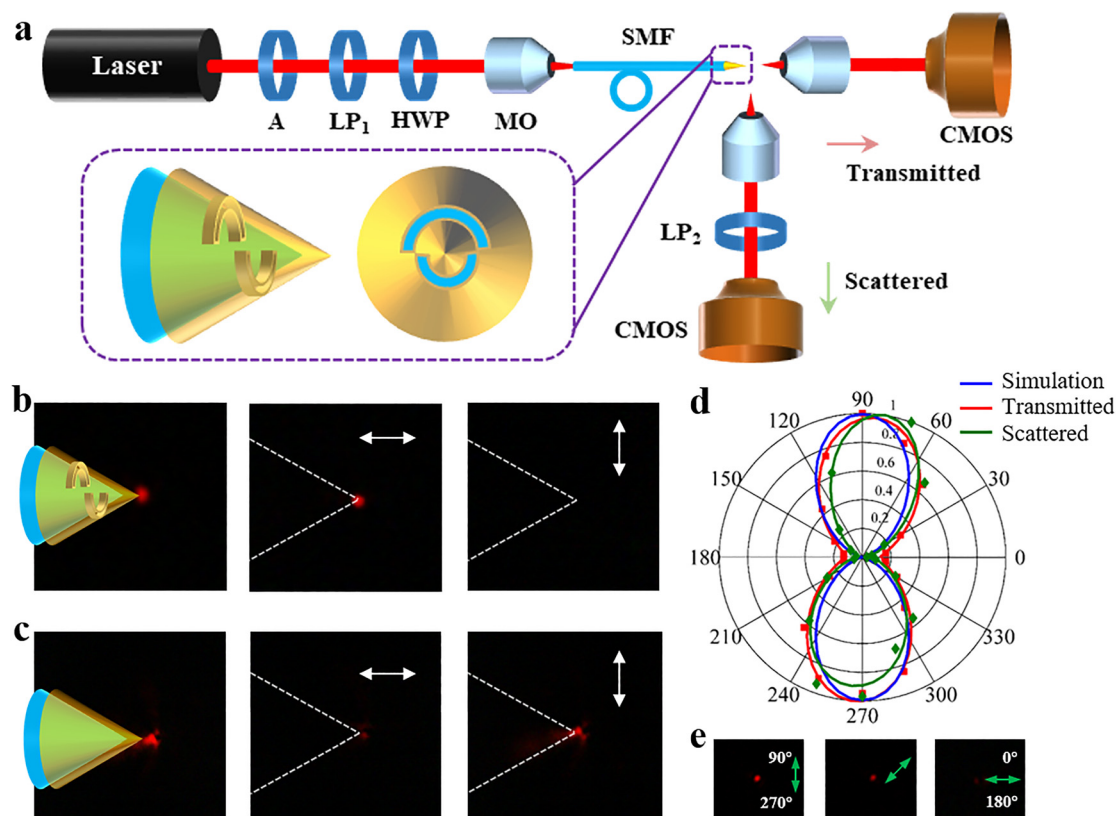 a
Laser
A
LP1
HWP
MO
SMF
CMOS
Transmitted
LP2
Scattered
CMOS
b
c
d
Simulation
Transmitted
Scattered
90
60
30
0
330
300
270
240
210
180
150
120
1
0.8
0.6
0.4
0.2
e
90°
270°
0°
180°